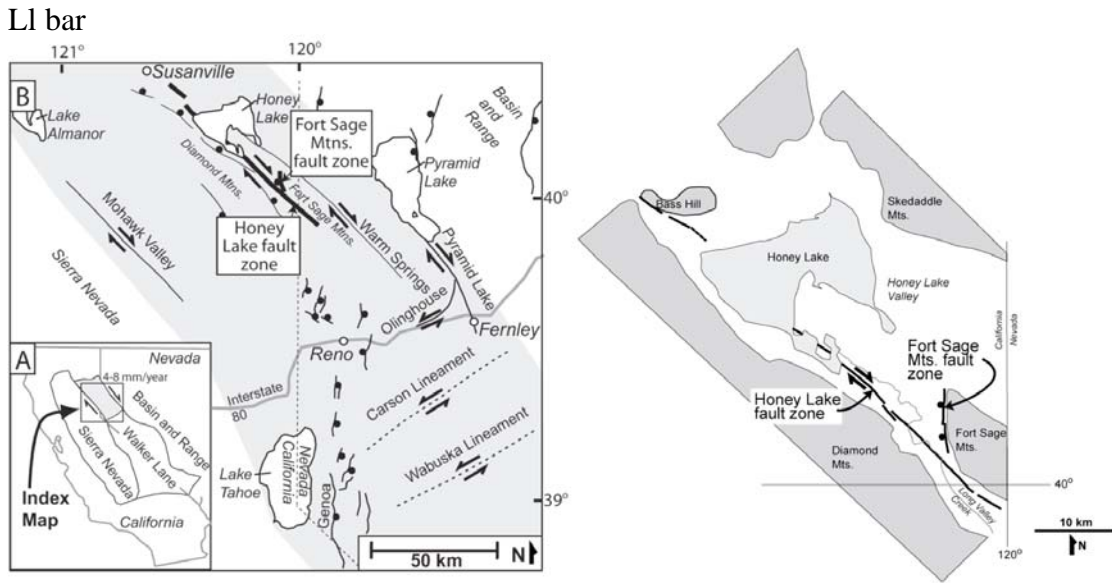 Ll bar
121°
120°
B
Susanville
Honey
Lake
Lake
Almanor
Fort Sage
Mtns.
fault zone
Basin
and
Range
Pyramid
Lake
40°
Diamond Mtns.
Fort Sage Mtns.
Mohawk Valley
Honey
Lake fault
zone
Warm Springs
Pyramid Lake
Sierra Nevada
Olinghouse
Fernley
Reno
A
Nevada
4-8 mm/year
Basin and Range
Walker Lane
Sierra Nevada
Index
Map
California
Interstate
80
Carson Lineament
Wabuska Lineament
Lake
Tahoe
Nevada
California
Genoa
39°
50 km
N
Bass Hill
Skedaddle
Mts.
Honey Lake
Honey Lake
Valley
California
Nevada
Fort Sage
Mts. fault
zone
Honey Lake
fault zone
Diamond
Mts.
Fort Sage
Mts.
40°
Long Valley
Creek
10 km
N
120°